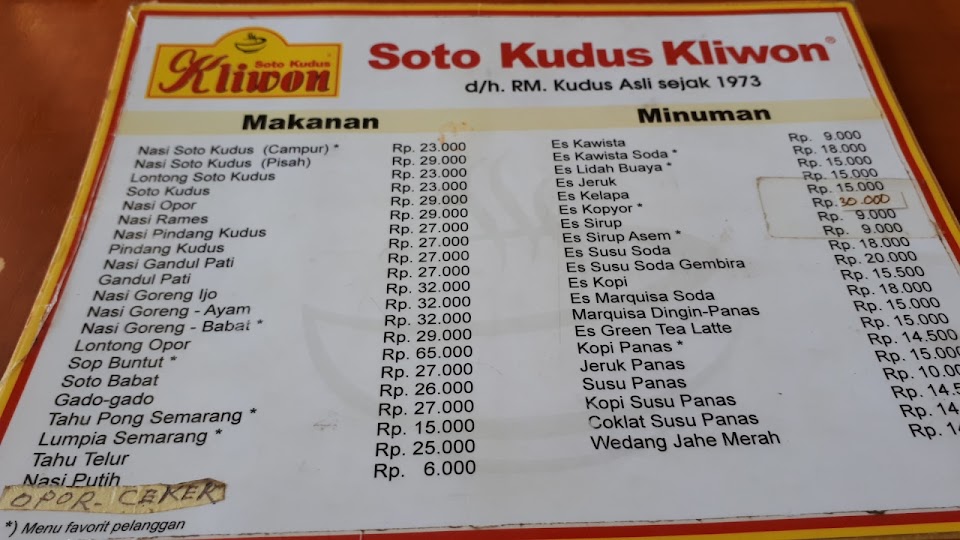 Soto Kudus
Kliwon
Soto Kudus Kliwon®
d/h. RM. Kudus Asli sejak 1973
Makanan
Nasi Soto Kudus (Campur) * Rp. 23.000
Nasi Soto Kudus (Pisah) Rp. 29.000
Lontong Soto Kudus Rp. 23.000
Soto Kudus Rp. 23.000
Nasi Opor Rp. 29.000
Nasi Rames Rp. 29.000
Nasi Pindang Kudus Rp. 27.000
Pindang Kudus Rp. 27.000
Nasi Gandul Pati Rp. 27.000
Gandul Pati Rp. 27.000
Nasi Goreng Ijo Rp. 32.000
Nasi Goreng - Ayam Rp. 32.000
Nasi Goreng - Babat * Rp. 32.000
Lontong Opor Rp. 29.000
Sop Buntut * Rp. 65.000
Soto Babat Rp. 27.000
Gado-gado Rp. 26.000
Tahu Pong Semarang * Rp. 27.000
Lumpia Semarang * Rp. 15.000
Tahu Telur Rp. 25.000
Nasi Putih Rp. 6.000
OPOR - CEKER
*) Menu favorit pelanggan
Minuman
Es Kawista Rp. 9.000
Es Kawista Soda * Rp. 18.000
Es Lidah Buaya * Rp. 15.000
Es Jeruk Rp. 15.000
Es Kelapa Rp. 15.000
Es Kopyor * Rp. 30.000
Es Sirup Rp. 9.000
Es Sirup Asem * Rp. 9.000
Es Susu Soda Rp. 18.000
Es Susu Soda Gembira Rp. 20.000
Es Kopi Rp. 15.500
Es Marquisa Soda Rp. 18.000
Marquisa Dingin-Panas Rp. 15.000
Es Green Tea Latte Rp. 15.000
Kopi Panas * Rp. 14.500
Jeruk Panas Rp. 15.000
Susu Panas Rp. 10.00
Kopi Susu Panas Rp. 14.5
Coklat Susu Panas Rp. 14.
Wedang Jahe Merah Rp. 1